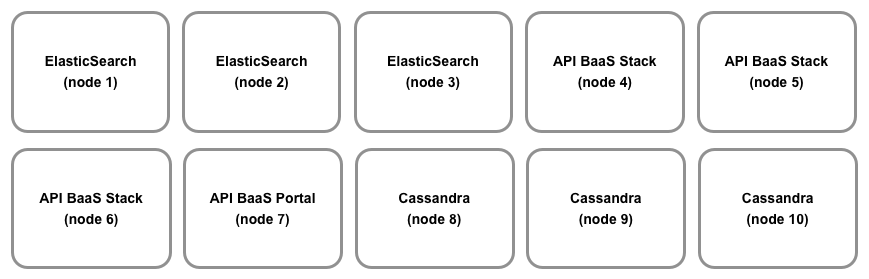 ElasticSearch
(node 1)
ElasticSearch
(node 2)
ElasticSearch
(node 3)
API BaaS Stack
(node 4)
API BaaS Stack
(node 5)
API BaaS Stack
(node 6)
API BaaS Portal
(node 7)
Cassandra
(node 8)
Cassandra
(node 9)
Cassandra
(node 10)